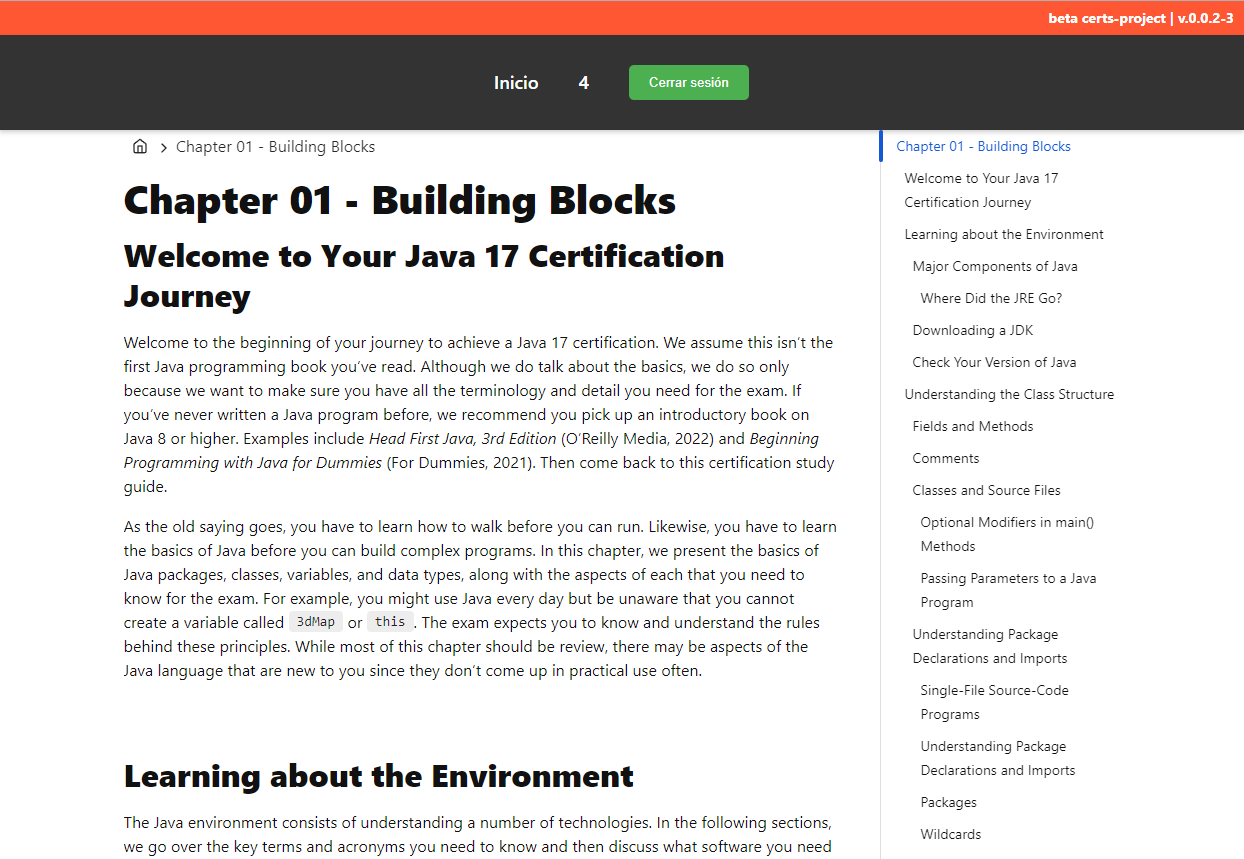 beta certs-project | v.0.0.2-3
Inicio
4
Cerrar sesión
Chapter 01 - Building Blocks
Chapter 01 - Building Blocks
Welcome to Your Java 17 Certification
Journey
Welcome to the beginning of your journey to achieve a Java 17 certification. We assume this isn’t the
first Java programming book you’ve read. Although we do talk about the basics, we do so only
because we want to make sure you have all the terminology and detail you need for the exam. If
you’ve never written a Java program before, we recommend you pick up an introductory book on
Java 8 or higher. Examples include Head First Java, 3rd Edition (O’Reilly Media, 2022) and Beginning
Programming with Java for Dummies (For Dummies, 2021). Then come back to this certification study
guide.
As the old saying goes, you have to learn how to walk before you can run. Likewise, you have to learn
the basics of Java before you can build complex programs. In this chapter, we present the basics of
Java packages, classes, variables, and data types, along with the aspects of each that you need to
know for the exam. For example, you might use Java every day but be unaware that you cannot
create a variable called 3dMap or this. The exam expects you to know and understand the rules
behind these principles. While most of this chapter should be review, there may be aspects of the
Java language that are new to you since they don’t come up in practical use often.
Learning about the Environment
The Java environment consists of understanding a number of technologies. In the following sections,
we go over the key terms and acronyms you need to know and then discuss what software you need
Chapter 01 - Building Blocks
Welcome to Your Java 17
Certification Journey
Learning about the Environment
Major Components of Java
Where Did the JRE Go?
Downloading a JDK
Check Your Version of Java
Understanding the Class Structure
Fields and Methods
Comments
Classes and Source Files
Optional Modifiers in main()
Methods
Passing Parameters to a Java
Program
Understanding Package
Declarations and Imports
Single-File Source-Code
Programs
Understanding Package
Declarations and Imports
Packages
Wildcards